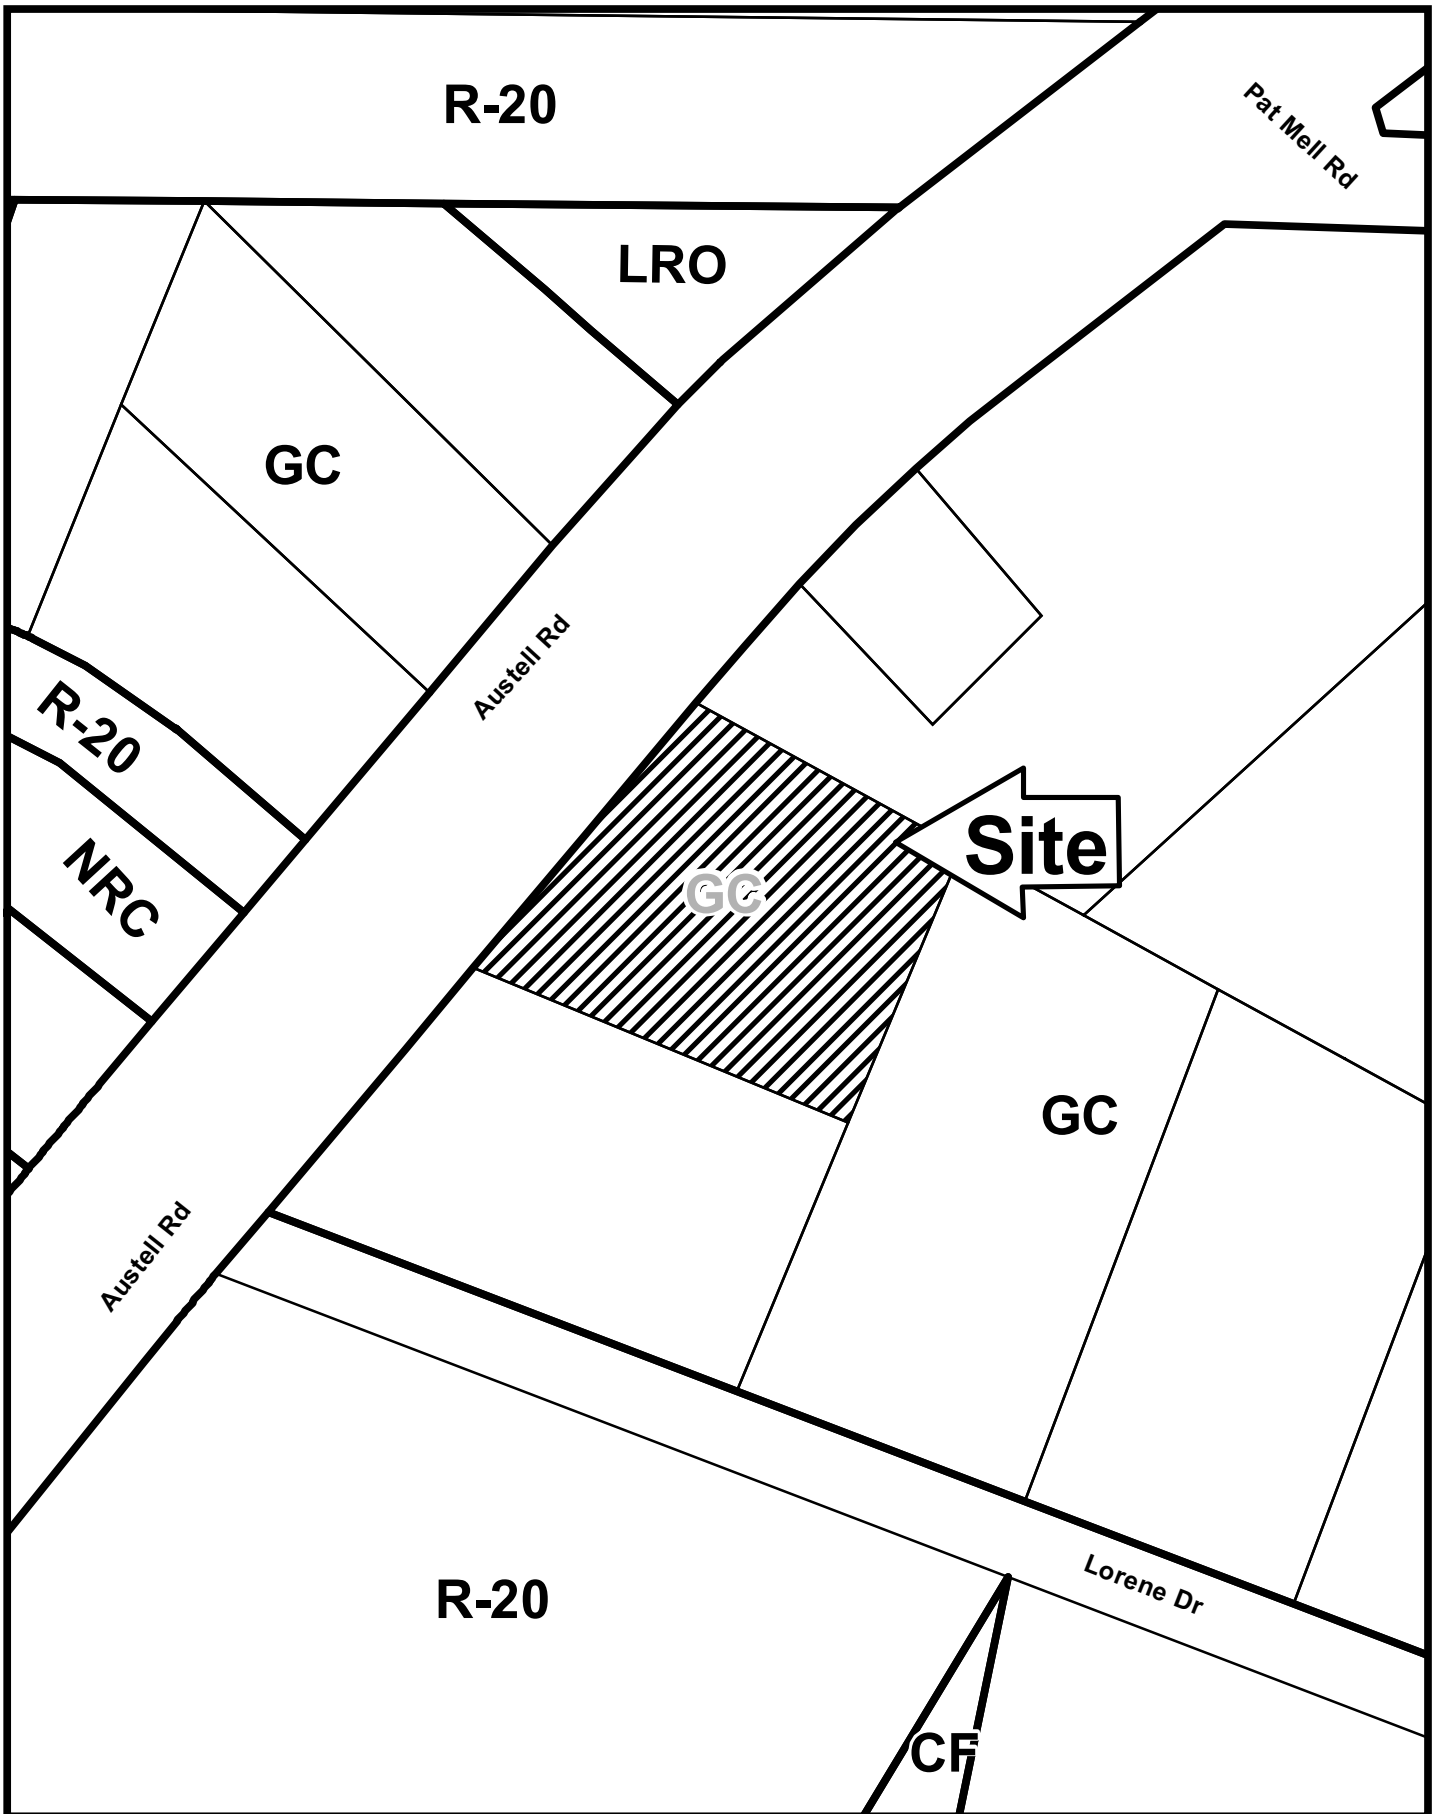 R-20
Pat Mell Rd
LRO
GC
Austell Rd
R-20
Site
GC
NRC
GC
Austell Rd
Lorene Dr
R-20
CF